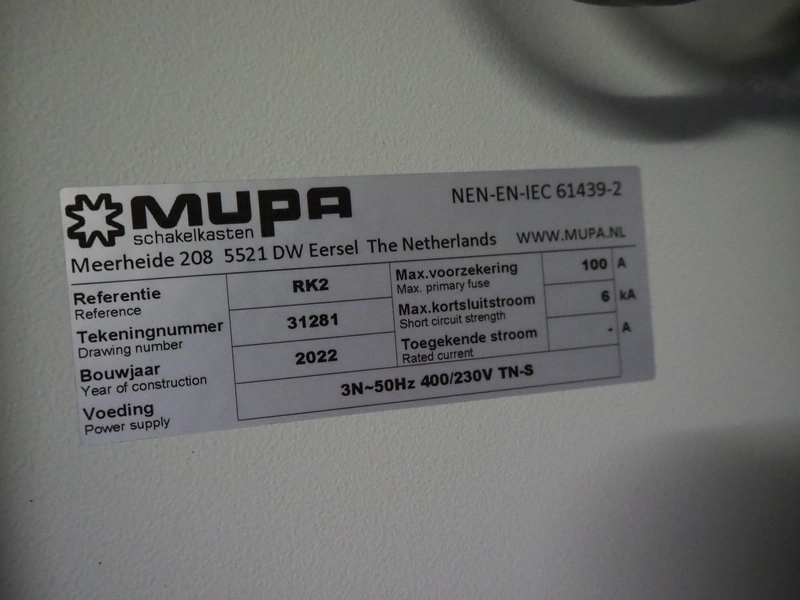 MUPA
schakelkasten
NEN-EN-IEC 61439-2
Meerheide 208 5521 DW Eersel The Netherlands WWW.MUPA.NL
Referentie
Reference
RK2
Max.voorzekering
Max. primary fuse
100 A
Tekeningnummer
Drawing number
31281
Max.kortsluitstroom
Short circuit strength
6 kA
Bouwjaar
Year of construction
2022
Toegekende stroom
Rated current
- A
Voeding
Power supply
3N~50Hz 400/230V TN-S